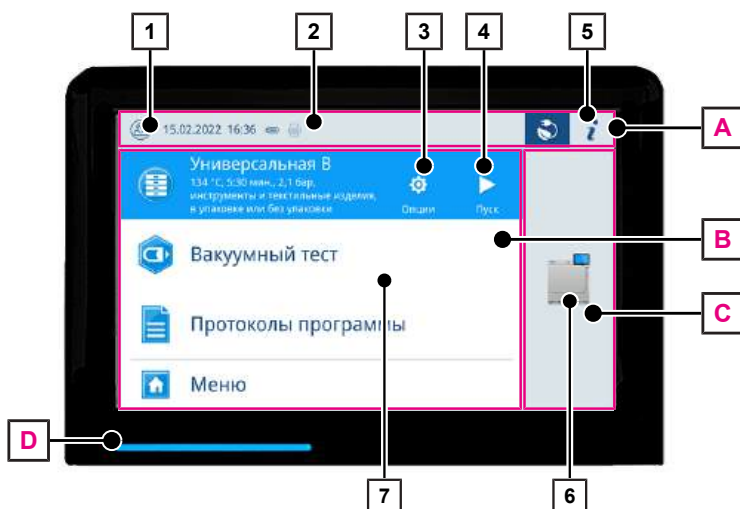 1 2 3 4 5
15.02.2022 16:36
A
Универсальная В
134 °C, 5:30 мин., 2,1 бар,
инструменты и текстильные изделия,
в упаковке или без упаковки
Опции
Пуск
B
Вакуумный тест
C
Протоколы программы
Меню
D
7 6